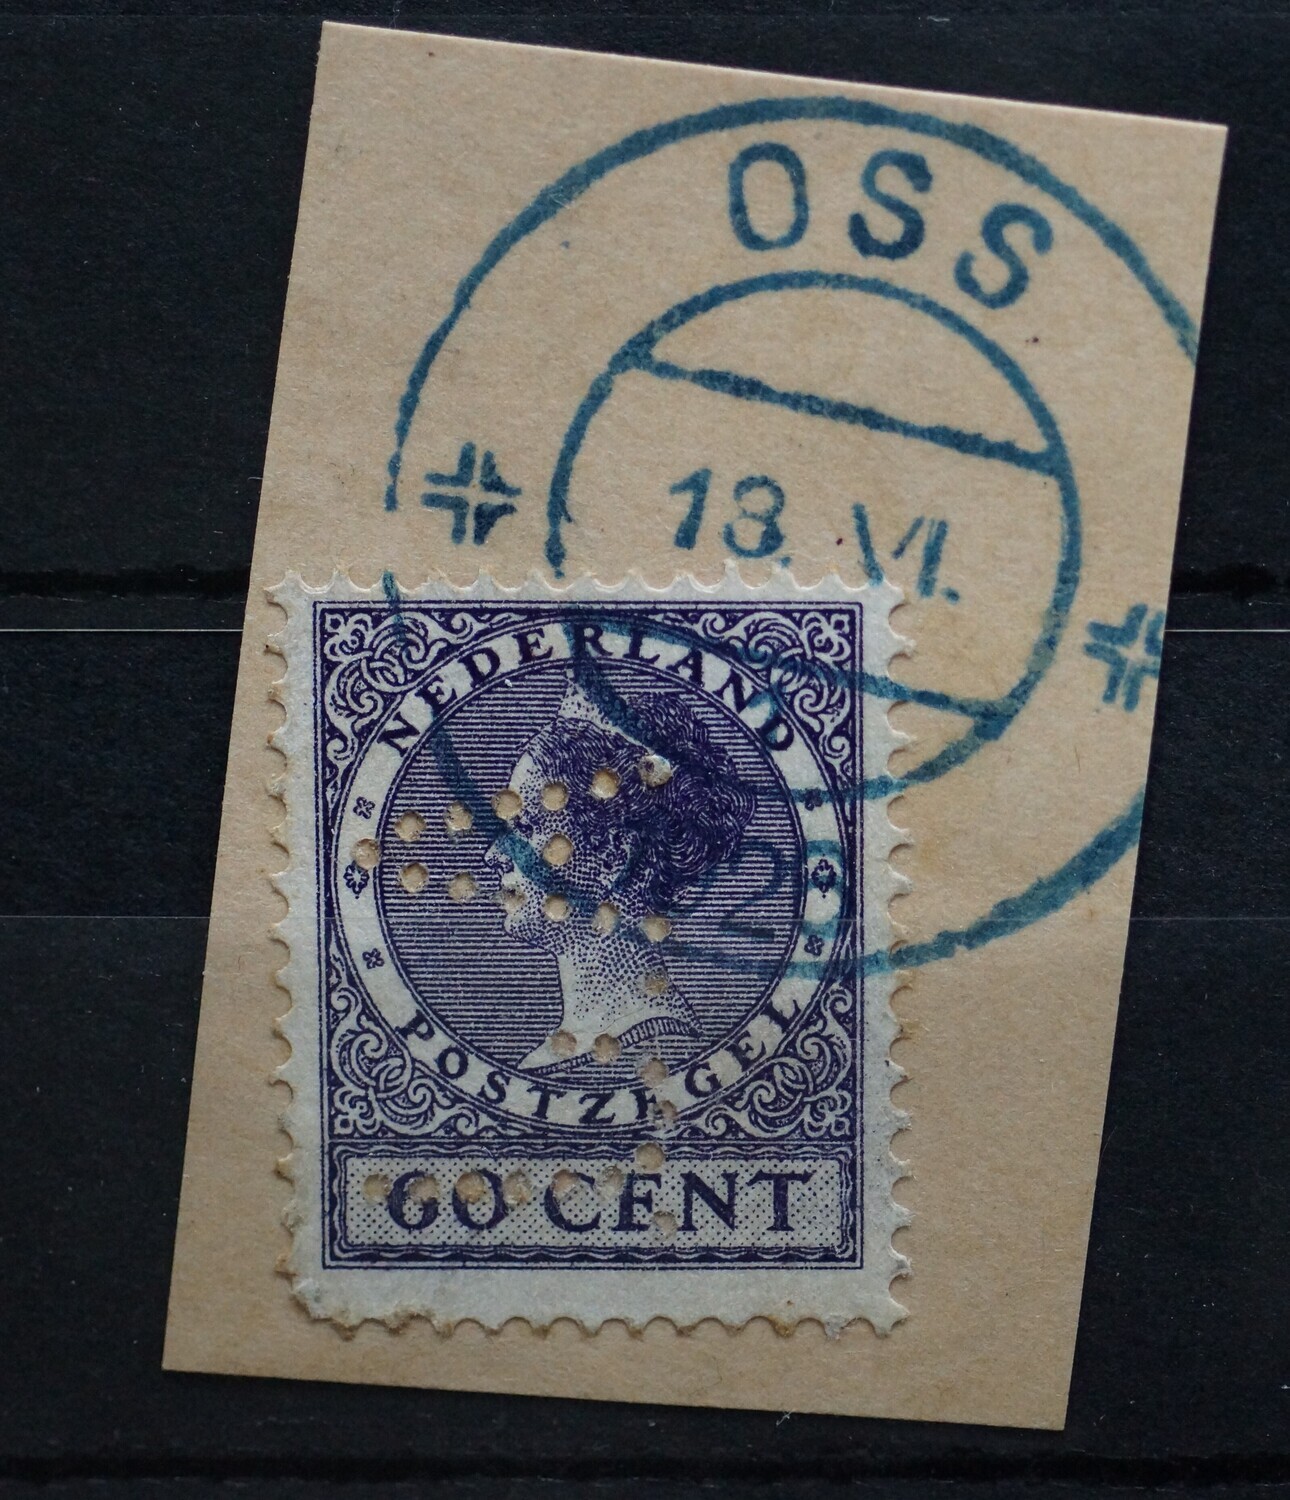 OSS
13. VI.
NEDERLAND
POSTZEGEL
60 CENT